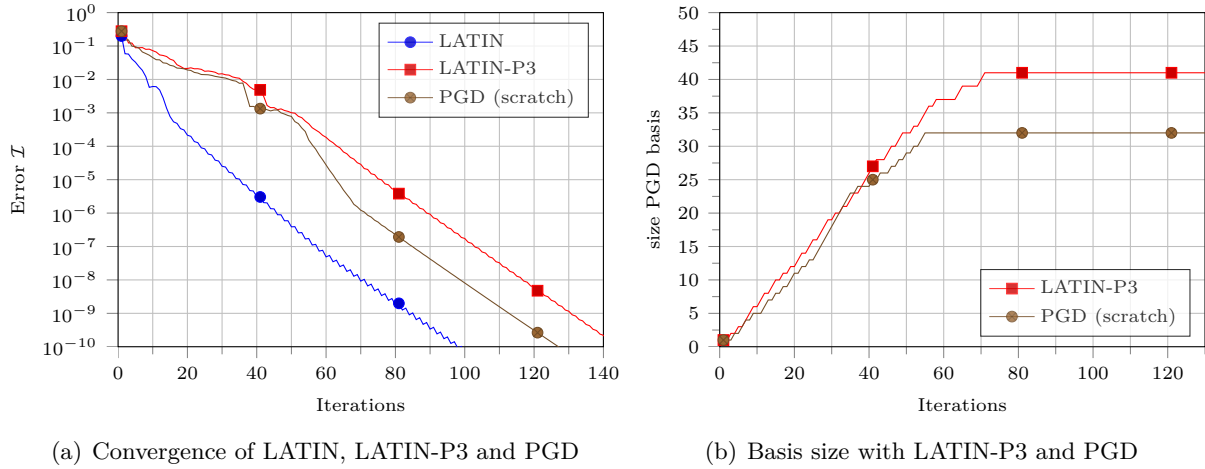 10^0
10^−1
10^−2
10^−3
10^−4
10^−5
10^−6
10^−7
10^−8
10^−9
10^−10
0 20 40 60 80 100 120 140
Iterations
Error I
LATIN
LATIN-P3
PGD (scratch)
(a) Convergence of LATIN, LATIN-P3 and PGD
50
45
40
35
30
25
20
15
10
5
0
0 20 40 60 80 100 120
Iterations
size PGD basis
LATIN-P3
PGD (scratch)
(b) Basis size with LATIN-P3 and PGD